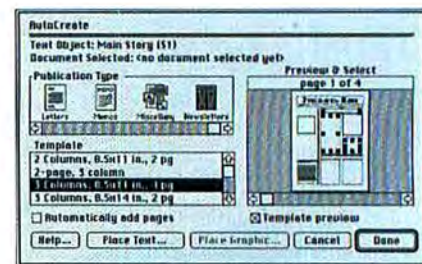 AutoCreate
Text Object: Main Story (S1)
Document Selected: <no document selected yet>
Publication Type
Letters Memos Miscellany Newsletters
Template
2 Columns, 8.5x11 in., 2 pg
2-page, 3 column
3 Columns, 8.5x11 in., 4 pg
3 Columns, 8.5x14 in., 2 pg
Automatically add pages
Preview & Select
page 1 of 4
Template preview
Help... Place Text... Place Graphic... Cancel Done